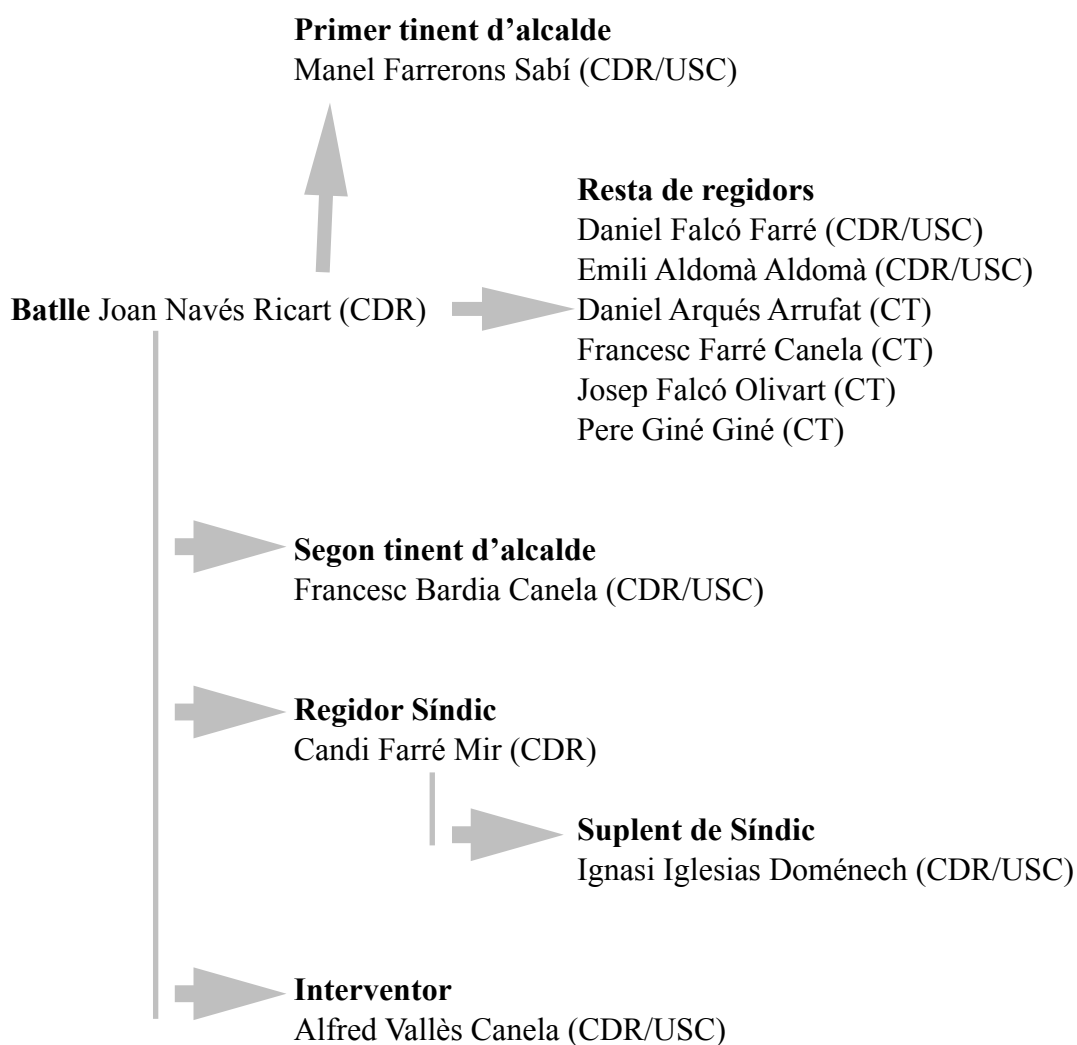 Primer tinent d’alcalde
Manel Farrerons Sabí (CDR/USC)
Resta de regidors
Daniel Falcó Farré (CDR/USC)
Emili Aldomà Aldomà (CDR/USC)
Batlle Joan Navés Ricart (CDR)
Daniel Arqués Arrufat (CT)
Francesc Farré Canela (CT)
Josep Falcó Olivart (CT)
Pere Giné Giné (CT)
Segon tinent d’alcalde
Francesc Bardia Canela (CDR/USC)
Regidor Síndic
Candi Farré Mir (CDR)
Suplent de Síndic
Ignasi Iglesias Doménech (CDR/USC)
Interventor
Alfred Vallès Canela (CDR/USC)